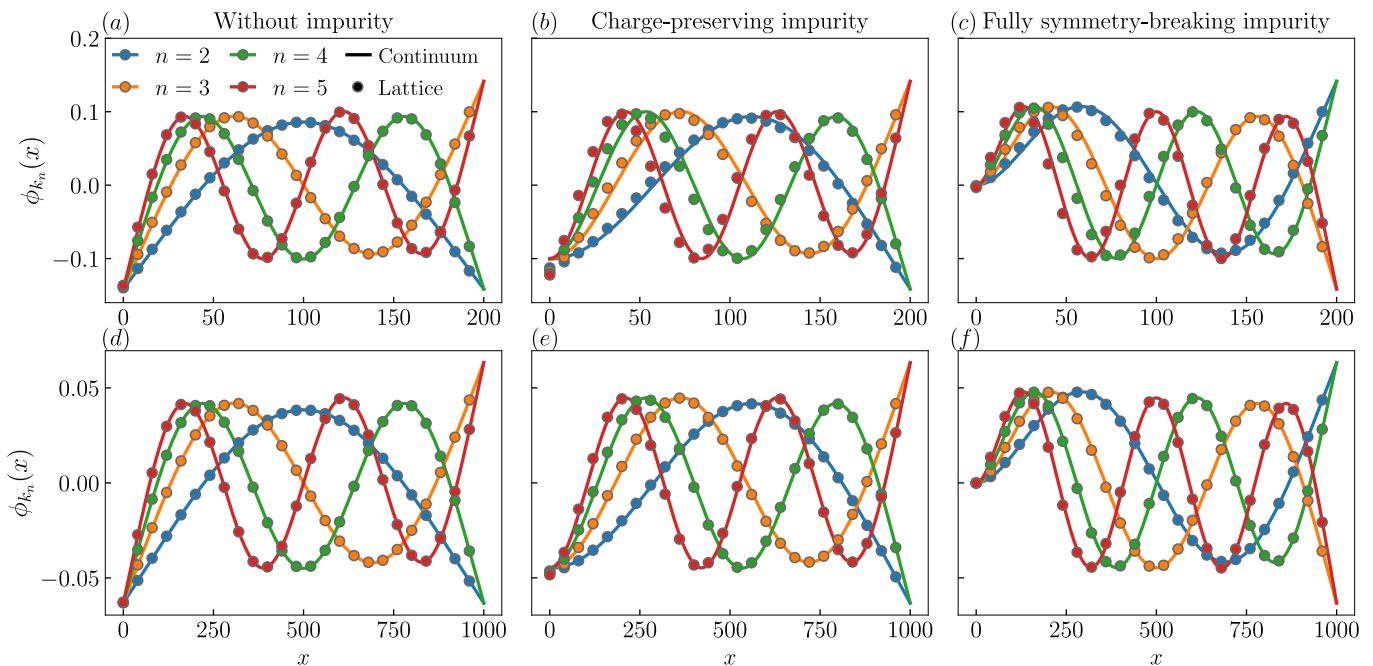 (a) Without impurity
(b) Charge-preserving impurity
(c) Fully symmetry-breaking impurity
n = 2
n = 4
Continuum
n = 3
n = 5
Lattice
ϕ_{k_n}(x)
0.2
0.1
0.0
−0.1
0 50 100 150 200
0 50 100 150 200
0 50 100 150 200
(d)
(e)
(f)
ϕ_{k_n}(x)
0.05
0.00
−0.05
0 250 500 750 1000
0 250 500 750 1000
0 250 500 750 1000
x
x
x